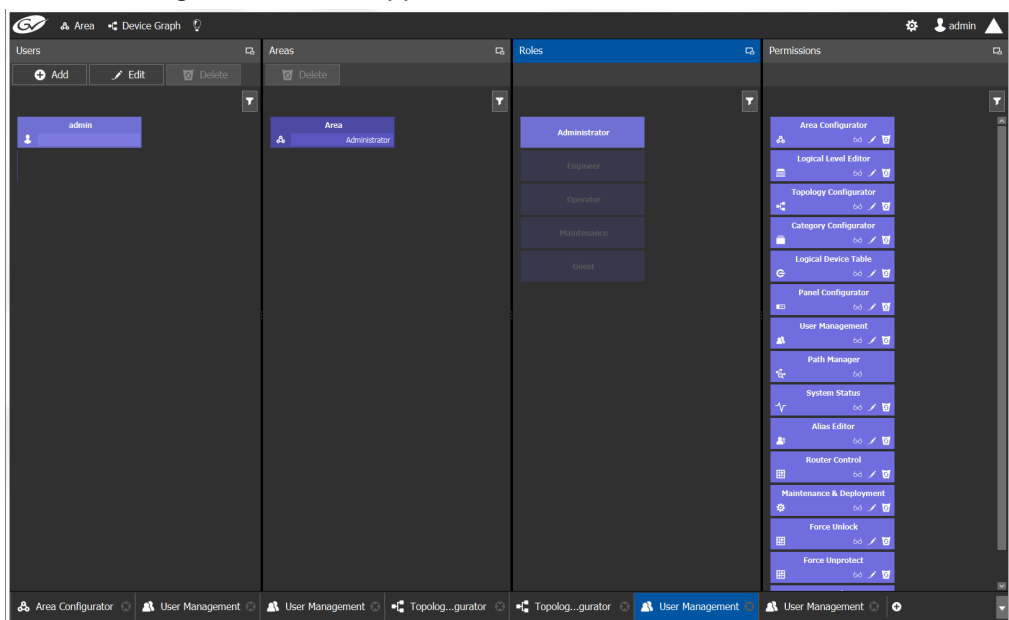 Area
Device Graph
admin
Users
Areas
Roles
Permissions
Add
Edit
Delete
Delete
admin
Area
Administrator
Administrator
Engineer
Operator
Maintenance
Guest
Area Configurator
Logical Level Editor
Topology Configurator
Category Configurator
Logical Device Table
Panel Configurator
User Management
Path Manager
System Status
Alias Editor
Router Control
Maintenance & Deployment
Force Unlock
Force Unprotect
Area Configurator
User Management
User Management
Topolog...gurator
Topolog...gurator
User Management
User Management